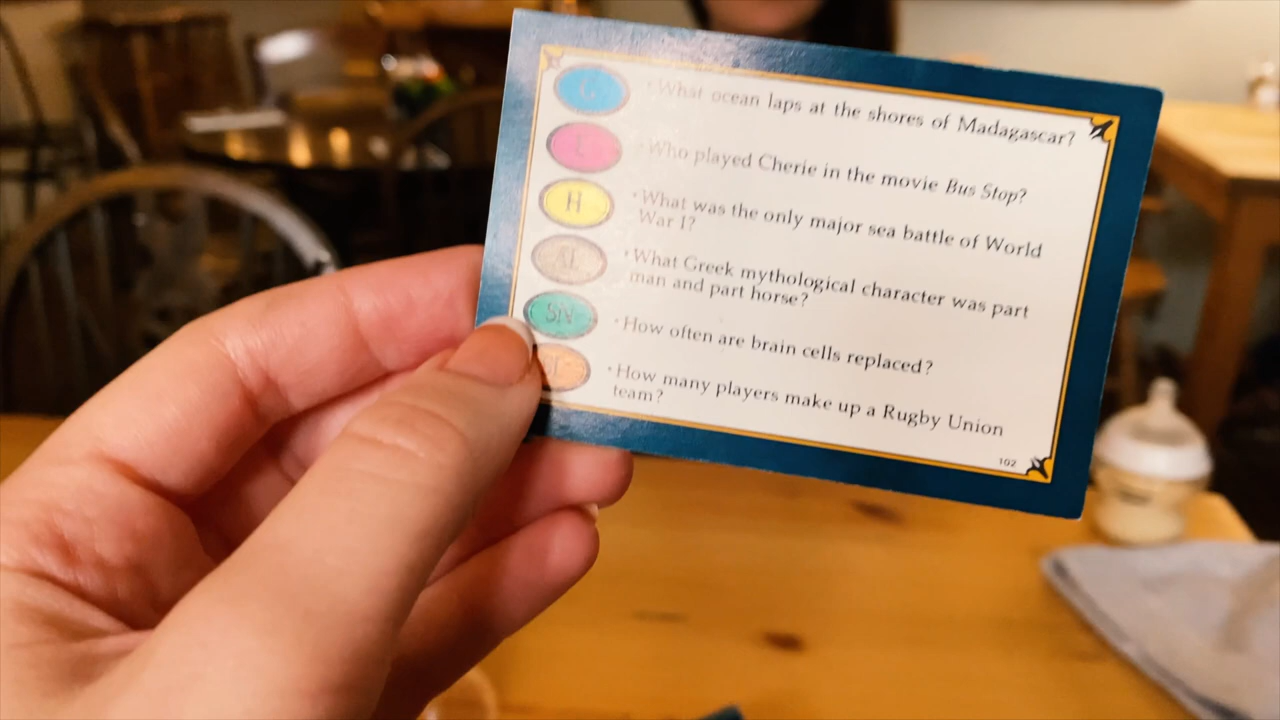 G What ocean laps at the shores of Madagascar?
E Who played Cherie in the movie Bus Stop?
H What was the only major sea battle of World
War I?
AL What Greek mythological character was part
man and part horse?
SN How often are brain cells replaced?
How many players make up a Rugby Union
team?
102